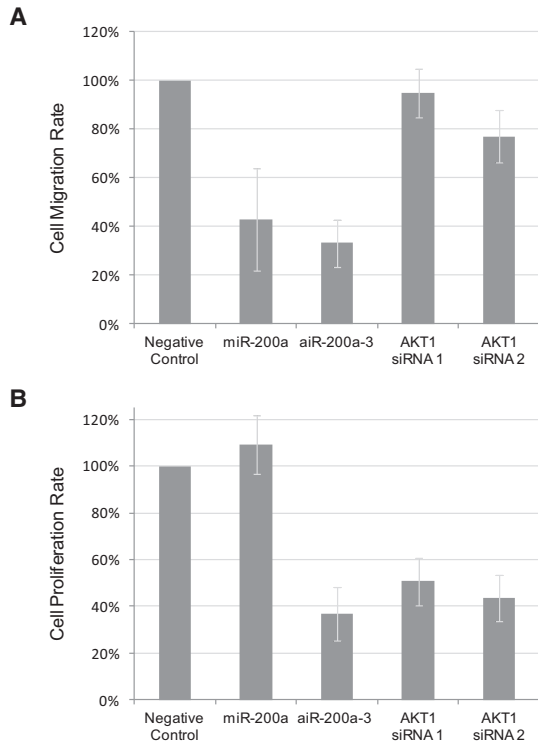 A
120%
100%
80%
60%
40%
20%
0%
Cell Migration Rate
Negative
Control
miR-200a
aiR-200a-3
AKT1
siRNA 1
AKT1
siRNA 2
B
120%
100%
80%
60%
40%
20%
0%
Cell Proliferation Rate
Negative
Control
miR-200a
aiR-200a-3
AKT1
siRNA 1
AKT1
siRNA 2